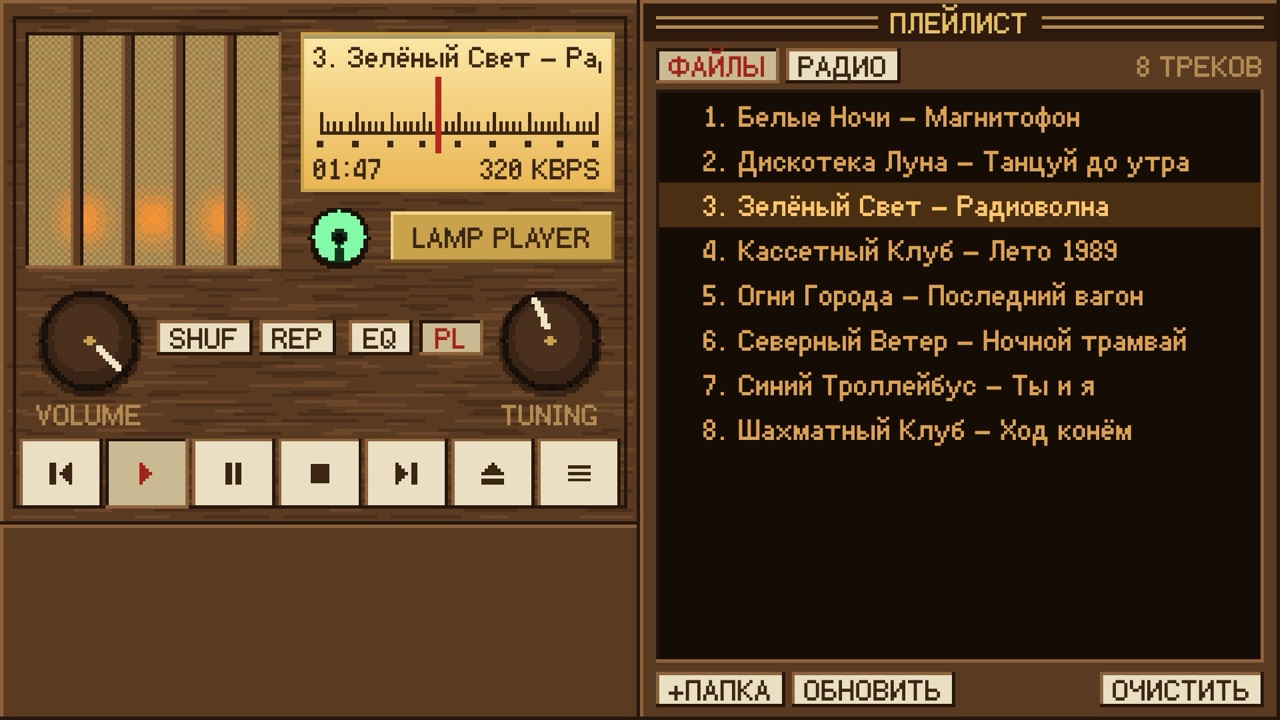 3. Зелёный Свет – Ра
01:47 320 KBPS
LAMP PLAYER
SHUF REP EQ PL
VOLUME TUNING
ПЛЕЙЛИСТ
ФАЙЛЫ РАДИО 8 ТРЕКОВ
1. Белые Ночи – Магнитофон
2. Дискотека Луна – Танцуй до утра
3. Зелёный Свет – Радиоволна
4. Кассетный Клуб – Лето 1989
5. Огни Города – Последний вагон
6. Северный Ветер – Ночной трамвай
7. Синий Троллейбус – Ты и я
8. Шахматный Клуб – Ход конём
+ПАПКА ОБНОВИТЬ ОЧИСТИТЬ